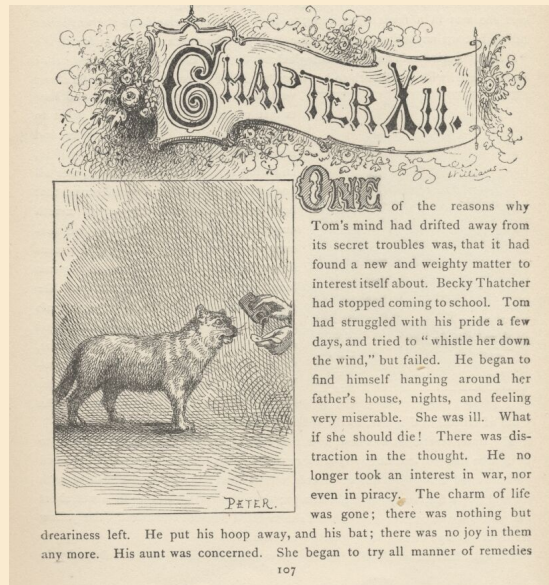 CHAPTER XII.
ONE of the reasons why
Tom's mind had drifted away from
its secret troubles was, that it had
found a new and weighty matter to
interest itself about. Becky Thatcher
had stopped coming to school. Tom
had struggled with his pride a few
days, and tried to "whistle her down
the wind," but failed. He began to
find himself hanging around her
father's house, nights, and feeling
very miserable. She was ill. What
if she should die! There was dis-
traction in the thought. He no
longer took an interest in war, nor
even in piracy. The charm of life
was gone; there was nothing but
dreariness left. He put his hoop away, and his bat; there was no joy in them
any more. His aunt was concerned. She began to try all manner of remedies
PETER.
107